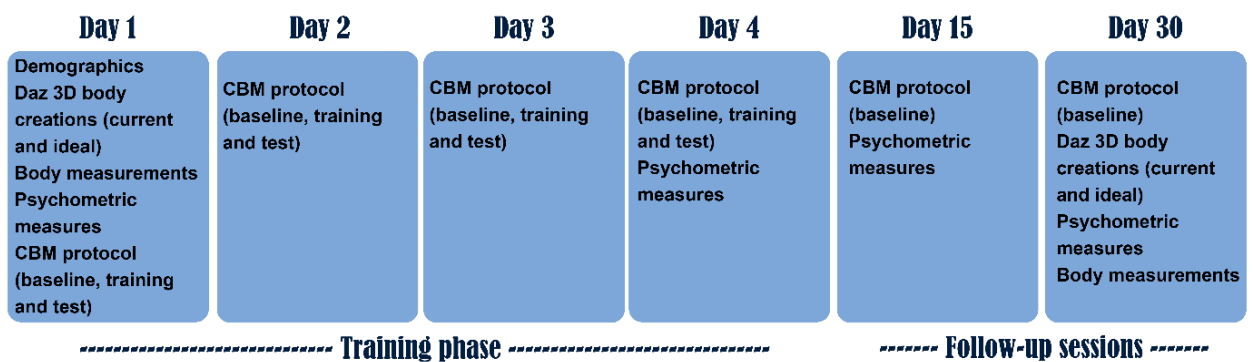 Day 1
Demographics
Daz 3D body
creations (current
and ideal)
Body measurements
Psychometric
measures
CBM protocol
(baseline, training
and test)
Day 2
CBM protocol
(baseline, training
and test)
Day 3
CBM protocol
(baseline, training
and test)
Day 4
CBM protocol
(baseline, training
and test)
Psychometric
measures
Day 15
CBM protocol
(baseline)
Psychometric
measures
Day 30
CBM protocol
(baseline)
Daz 3D body
creations (current
and ideal)
Psychometric
measures
Body measurements
Training phase
Follow-up sessions